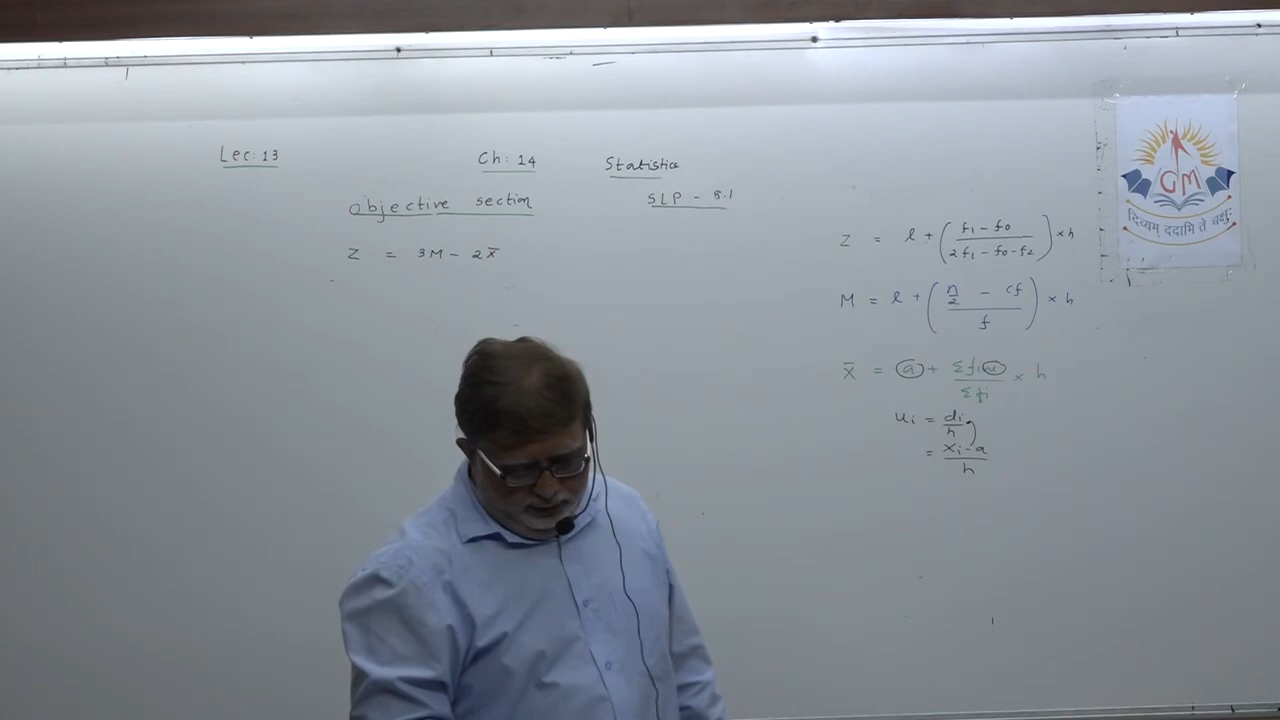 Lec: 13 Ch: 14 Statistics
Objective section SLP - 8.1
Z = 3M - 2x̄
Z = l + ( (f1 - f0) / (2f1 - f0 - f2) ) × h
M = l + ( (n/2 - cf) / f ) × h
x̄ = a + (Σfiui / Σfi) × h
ui = di/h
= (xi - a)/h
GM
दिव्यम् ददामि ते चक्षुः